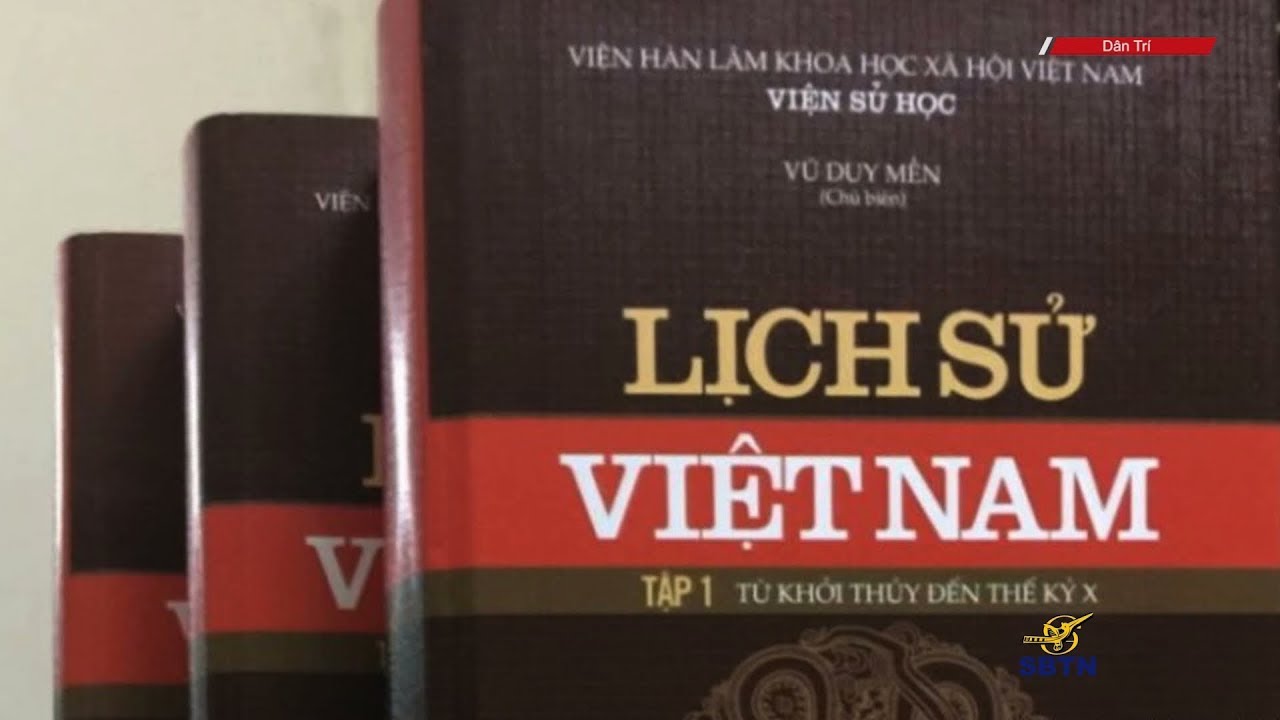 Dân Trí
VIỆN HÀN LÂM KHOA HỌC XÃ HỘI VIỆT NAM
VIỆN SỬ HỌC
VŨ DUY MỀN
(Chủ biên)
VIỆN
LỊCH SỬ
VIỆT NAM
TẬP 1 TỪ KHỞI THỦY ĐẾN THẾ KỶ X
SBTN